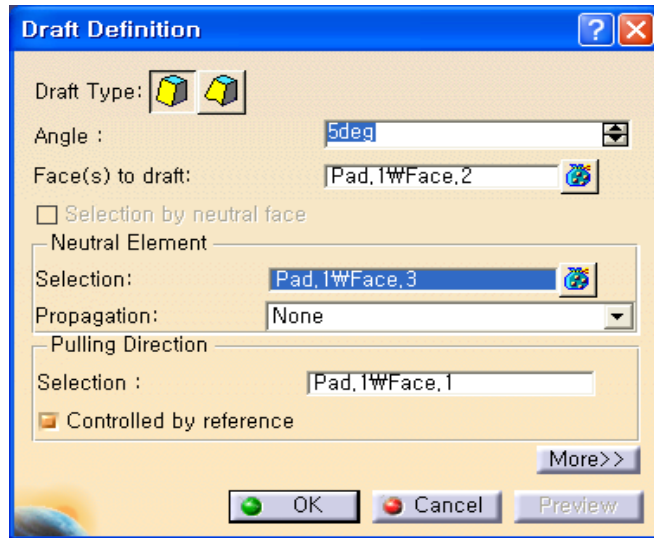 Draft Definition
Draft Type:
Angle : 5deg
Face(s) to draft: Pad,1₩Face,2
Selection by neutral face
Neutral Element
Selection: Pad,1₩Face,3
Propagation: None
Pulling Direction
Selection : Pad,1₩Face,1
Controlled by reference
More>>
OK Cancel Preview